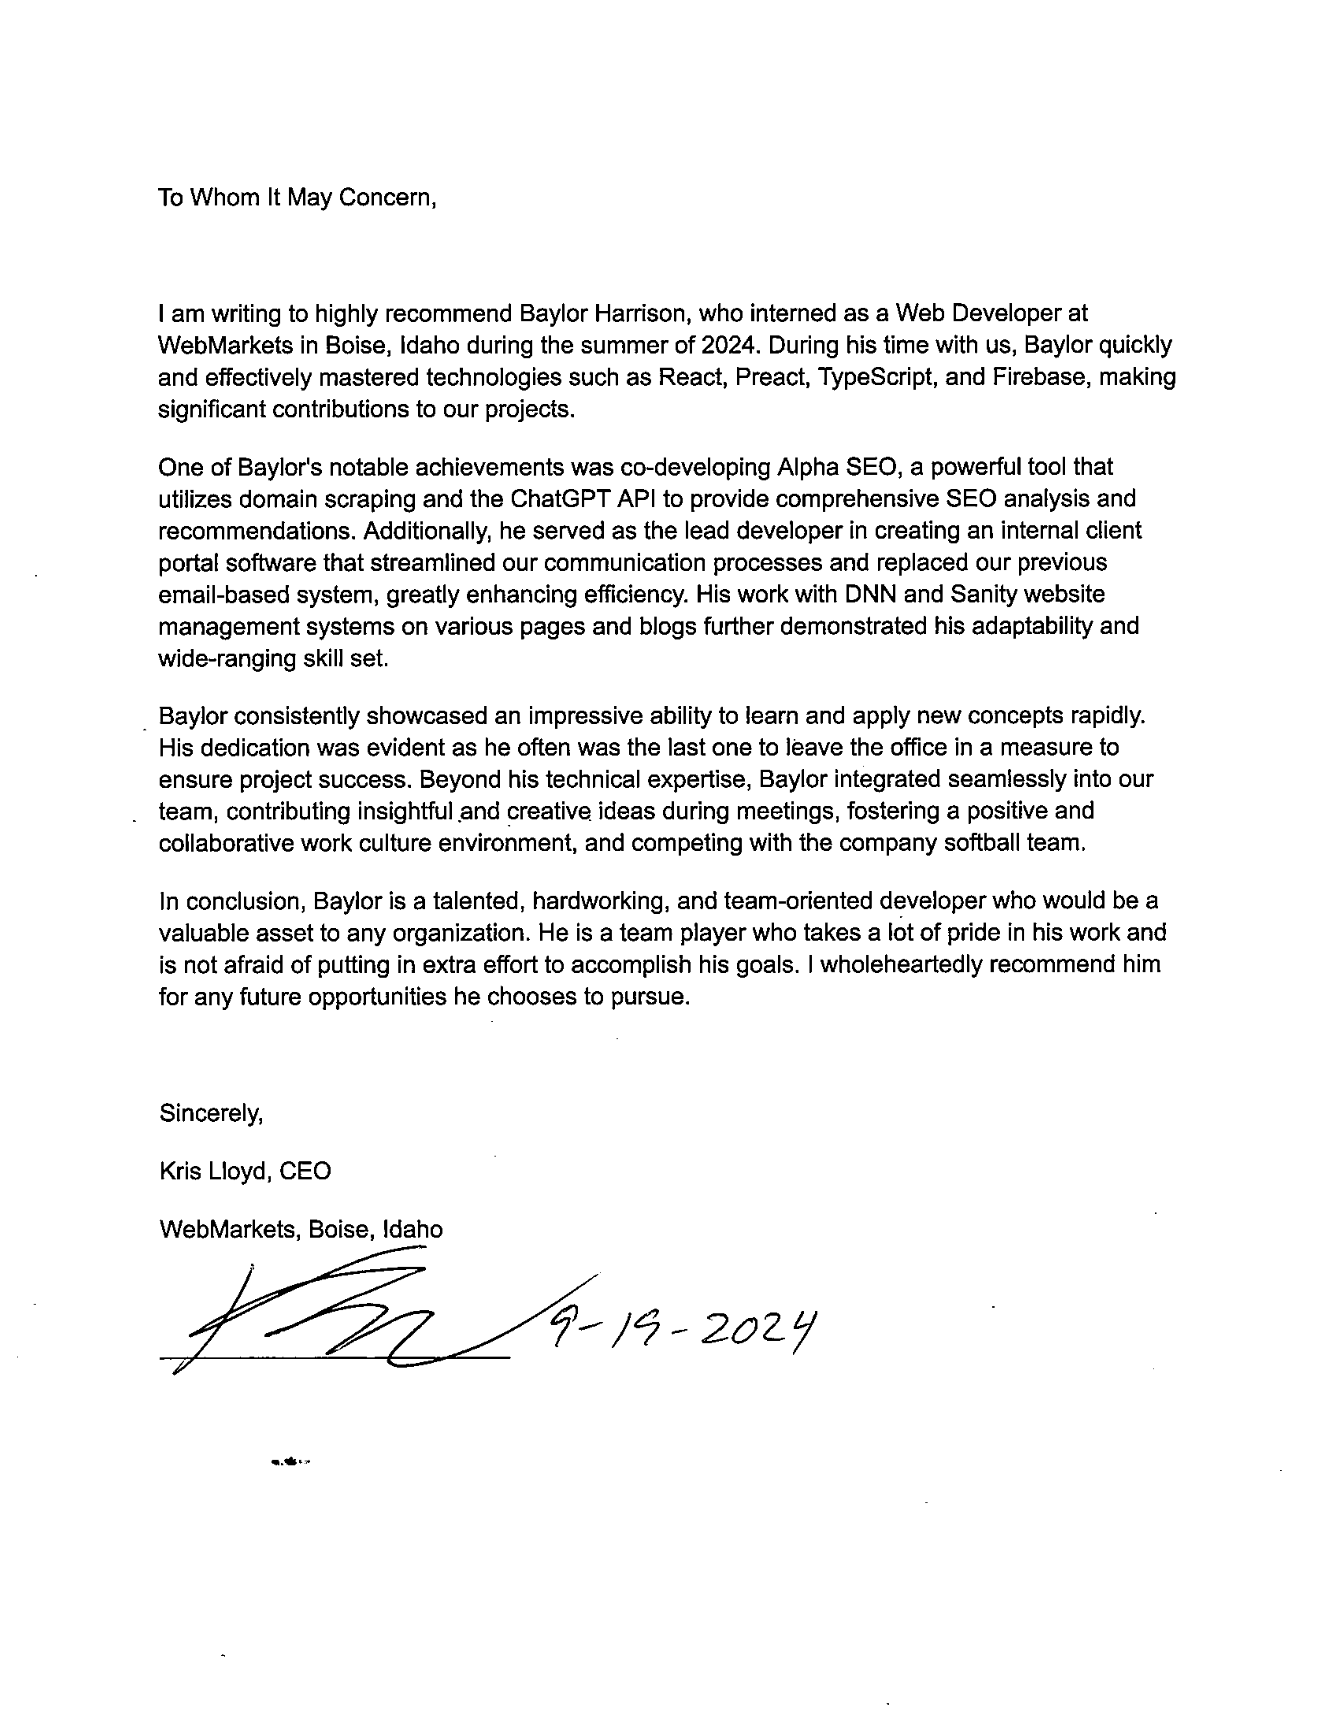 To Whom It May Concern,
I am writing to highly recommend Baylor Harrison, who interned as a Web Developer at
WebMarkets in Boise, Idaho during the summer of 2024. During his time with us, Baylor quickly
and effectively mastered technologies such as React, Preact, TypeScript, and Firebase, making
significant contributions to our projects.
One of Baylor's notable achievements was co-developing Alpha SEO, a powerful tool that
utilizes domain scraping and the ChatGPT API to provide comprehensive SEO analysis and
recommendations. Additionally, he served as the lead developer in creating an internal client
portal software that streamlined our communication processes and replaced our previous
email-based system, greatly enhancing efficiency. His work with DNN and Sanity website
management systems on various pages and blogs further demonstrated his adaptability and
wide-ranging skill set.
Baylor consistently showcased an impressive ability to learn and apply new concepts rapidly.
His dedication was evident as he often was the last one to leave the office in a measure to
ensure project success. Beyond his technical expertise, Baylor integrated seamlessly into our
team, contributing insightful and creative ideas during meetings, fostering a positive and
collaborative work culture environment, and competing with the company softball team.
In conclusion, Baylor is a talented, hardworking, and team-oriented developer who would be a
valuable asset to any organization. He is a team player who takes a lot of pride in his work and
is not afraid of putting in extra effort to accomplish his goals. I wholeheartedly recommend him
for any future opportunities he chooses to pursue.
Sincerely,
Kris Lloyd, CEO
WebMarkets, Boise, Idaho
9-19-2024